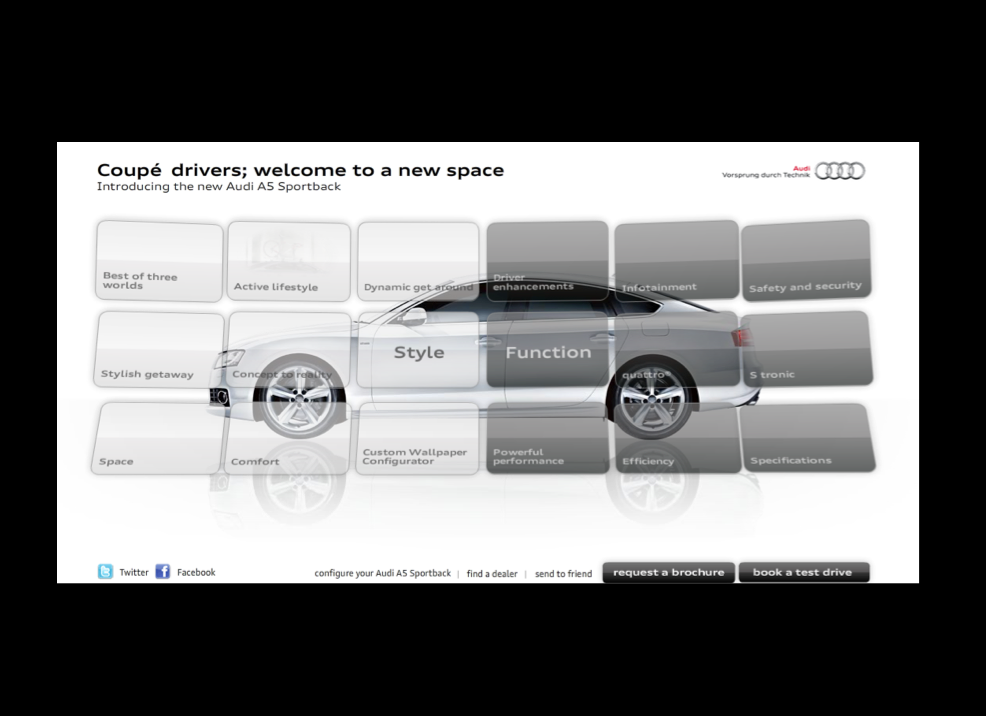 Coupé drivers; welcome to a new space
Introducing the new Audi A5 Sportback
Audi
Vorsprung durch Technik
Best of three
worlds
Active lifestyle
Dynamic get around
Driver
enhancements
Infotainment
Safety and security
Stylish getaway
Concept to reality
Style
Function
quattro®
S tronic
Space
Comfort
Custom Wallpaper
Configurator
Powerful
performance
Efficiency
Specifications
Twitter
Facebook
configure your Audi A5 Sportback | find a dealer | send to friend
request a brochure
book a test drive